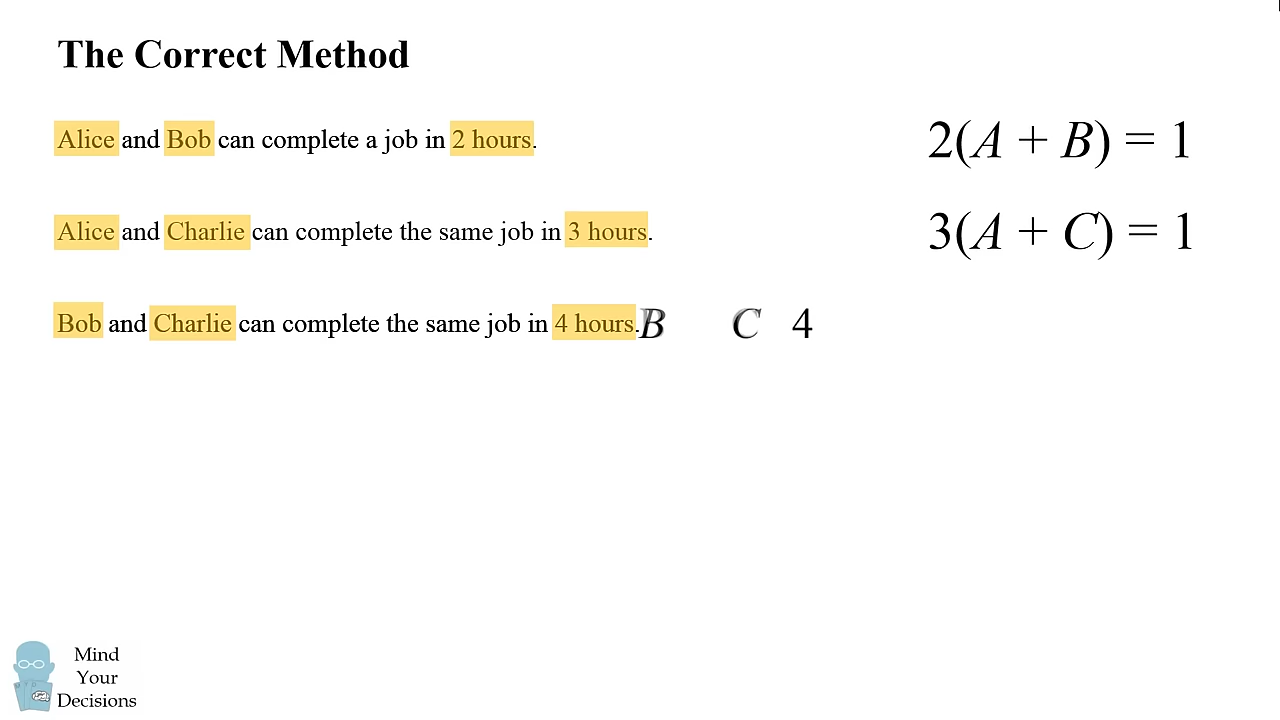 The Correct Method
Alice and Bob can complete a job in 2 hours.
2(A + B) = 1
Alice and Charlie can complete the same job in 3 hours.
3(A + C) = 1
Bob and Charlie can complete the same job in 4 hours. B C 4
Mind
Your
Decisions